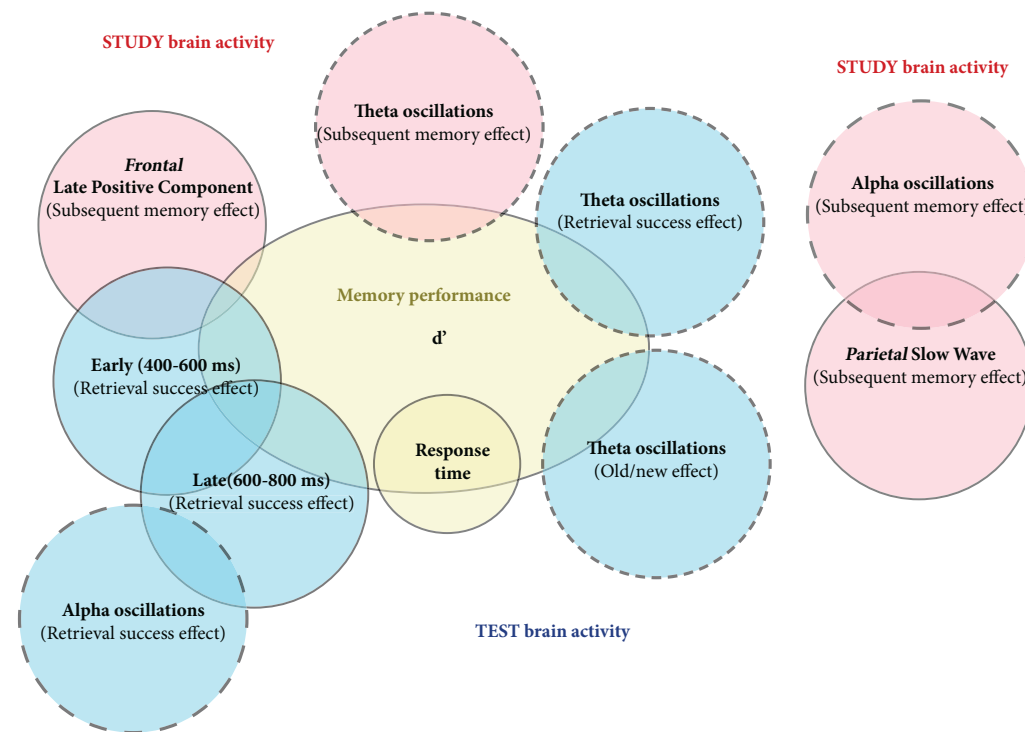 STUDY brain activity
STUDY brain activity
Theta oscillations
(Subsequent memory effect)
Frontal
Late Positive Component
(Subsequent memory effect)
Theta oscillations
(Retrieval success effect)
Alpha oscillations
(Subsequent memory effect)
Memory performance
d’
Early (400-600 ms)
(Retrieval success effect)
Parietal Slow Wave
(Subsequent memory effect)
Response
time
Theta oscillations
(Old/new effect)
Late(600-800 ms)
(Retrieval success effect)
Alpha oscillations
(Retrieval success effect)
TEST brain activity